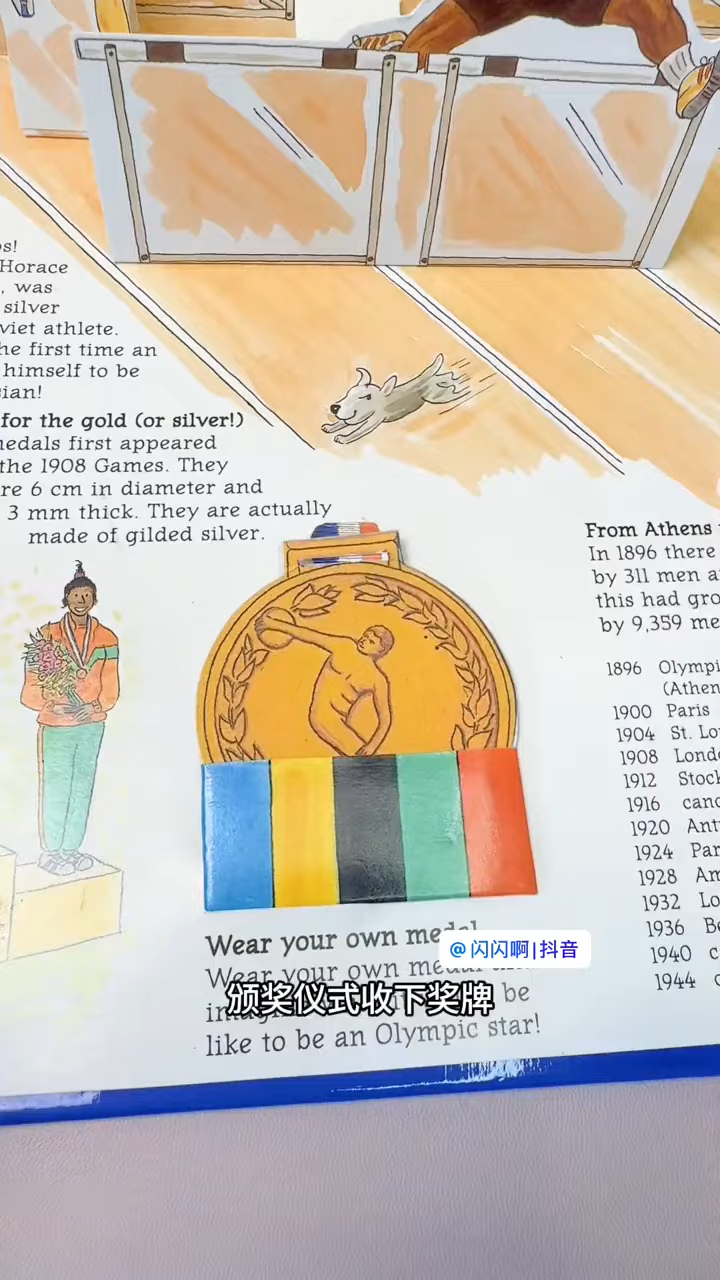 os!
Horace
, was
silver
viet athlete.
he first time an
himself to be
sian!
for the gold (or silver!)
medals first appeared
the 1908 Games. They
re 6 cm in diameter and
3 mm thick. They are actually
made of gilded silver.
From Athens
In 1896 there
by 311 men a
this had gro
by 9,359 me
1896 Olympi
(Athen
1900 Paris
1904 St. Lo
1908 Londo
1912 Stock
1916 canc
1920 Ant
1924 Par
1928 Am
1932 Lo
1936 Be
1940 c
1944 c
Wear your own medal
@闪闪啊|抖音
Wear your own
颁奖仪式收下奖牌
be
like to be an Olympic star!